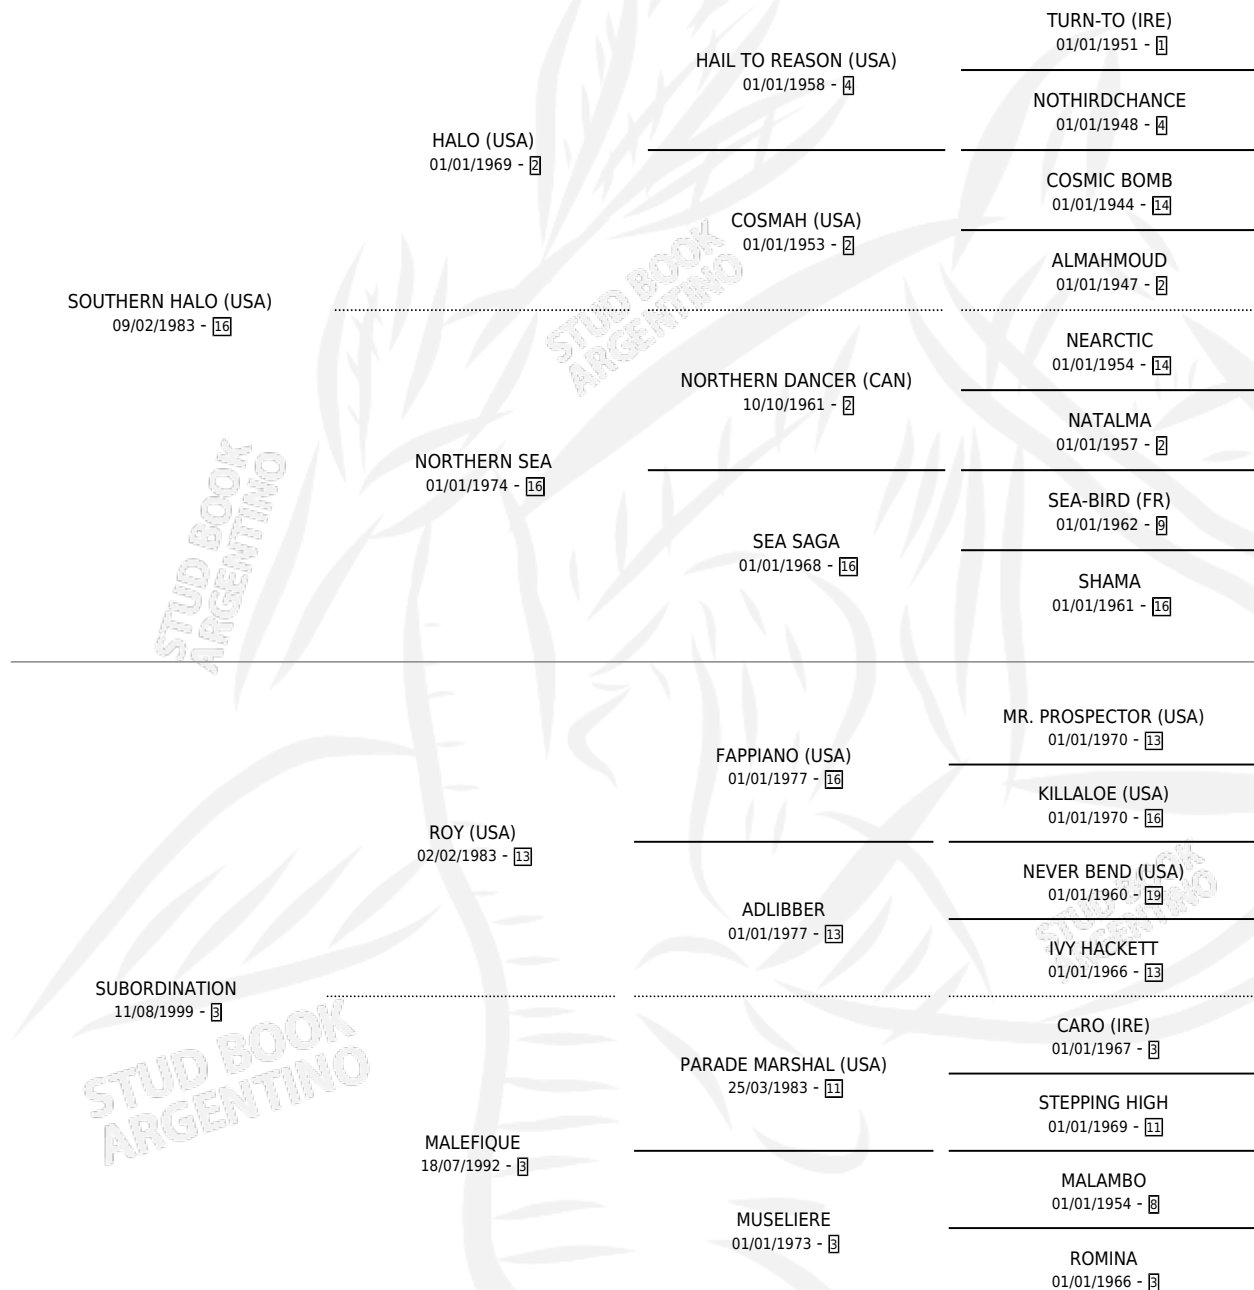 TURN-TO (IRE)
01/01/1951 - 1
HAIL TO REASON (USA)
01/01/1958 - 4
NOTHIRDCHANCE
01/01/1948 - 4
HALO (USA)
01/01/1969 - 2
COSMIC BOMB
01/01/1944 - 14
COSMAH (USA)
01/01/1953 - 2
ALMAHMOUD
01/01/1947 - 2
SOUTHERN HALO (USA)
09/02/1983 - 16
NEARCTIC
01/01/1954 - 14
NORTHERN DANCER (CAN)
10/10/1961 - 2
NATALMA
01/01/1957 - 2
NORTHERN SEA
01/01/1974 - 16
SEA-BIRD (FR)
01/01/1962 - 9
SEA SAGA
01/01/1968 - 16
SHAMA
01/01/1961 - 16
STUD BOOK
ARGENTINO
STUD BOOK
ARGENTINO
MR. PROSPECTOR (USA)
01/01/1970 - 13
FAPPIANO (USA)
01/01/1977 - 16
KILLALOE (USA)
01/01/1970 - 16
ROY (USA)
02/02/1983 - 13
NEVER BEND (USA)
01/01/1960 - 19
ADLIBBER
01/01/1977 - 13
IVY HACKETT
01/01/1966 - 13
SUBORDINATION
11/08/1999 - 3
CARO (IRE)
01/01/1967 - 3
PARADE MARSHAL (USA)
25/03/1983 - 11
STEPPING HIGH
01/01/1969 - 11
MALEFIQUE
18/07/1992 - 3
MALAMBO
01/01/1954 - 8
MUSELIERE
01/01/1973 - 3
ROMINA
01/01/1966 - 3
STUD BOOK
ARGENTINO
STUD BOOK
ARGENTINO